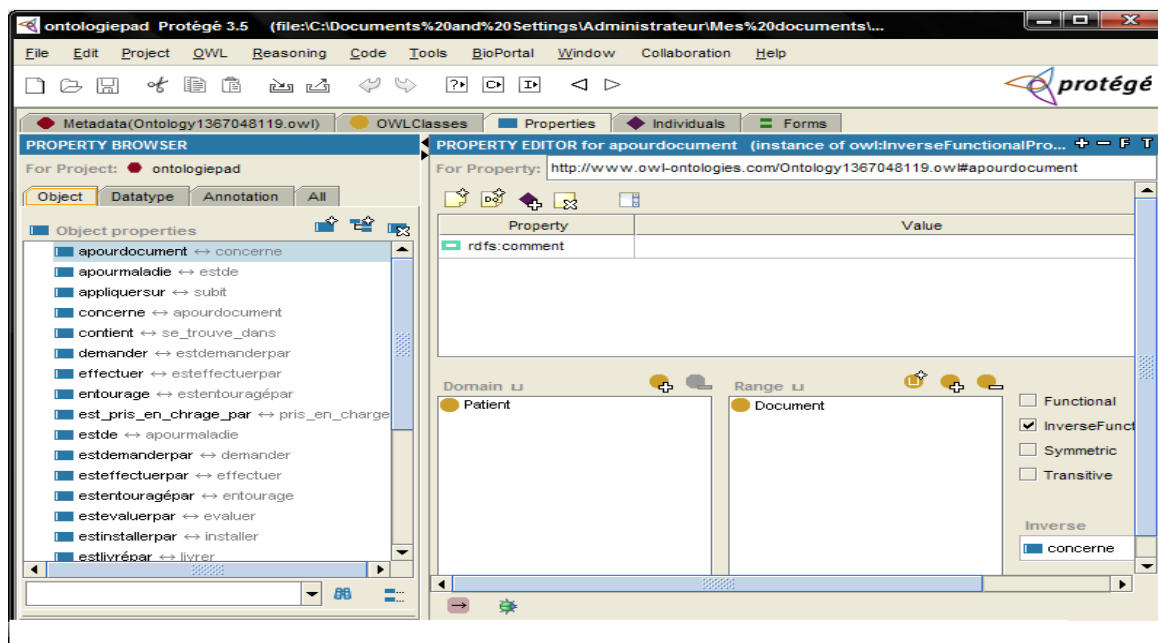 ontologiepad Protégé 3.5 (file:\C:\Documents%20and%20Settings\Administrateur\Mes%20documents\...
File Edit Project OWL Reasoning Code Tools BioPortal Window Collaboration Help
protégé
Metadata(Ontology1367048119.owl) OWLClasses Properties Individuals Forms
PROPERTY BROWSER
For Project: ontologiepad
Object Datatype Annotation All
Object properties
apourdocument ↔ concerne
apourmaladie ↔ estde
appliquersur ↔ subit
concerne ↔ apourdocument
contient ↔ se_trouve_dans
demander ↔ estdemanderpar
effectuer ↔ esteffectuerpar
entourage ↔ estentouragépar
est_pris_en_chrage_par ↔ pris_en_charge
estde ↔ apourmaladie
estdemanderpar ↔ demander
esteffectuerpar ↔ effectuer
estentouragépar ↔ entourage
estevaluerpar ↔ evaluer
estinstallerpar ↔ installer
estlivrépar ↔ livrer
PROPERTY EDITOR for apourdocument (instance of owl:InverseFunctionalPro... F T
For Property: http://www.owl-ontologies.com/Ontology1367048119.owl#apourdocument
Property Value
rdfs:comment
Domain ⊔
Patient
Range ⊔
Document
Functional
InverseFunct
Symmetric
Transitive
Inverse
concerne